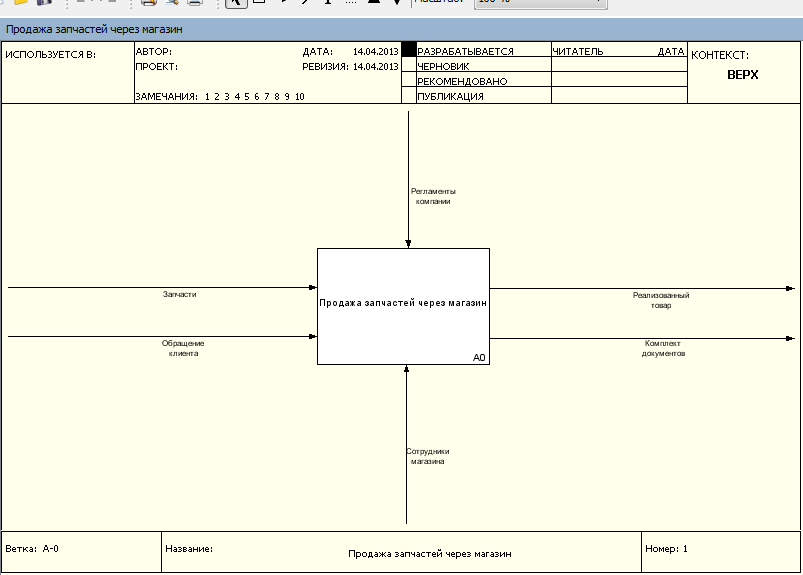 Продажа запчастей через магазин
ИСПОЛЬЗУЕТСЯ В:
АВТОР:
ДАТА: 14.04.2013
ПРОЕКТ:
РЕВИЗИЯ: 14.04.2013
ЗАМЕЧАНИЯ: 1 2 3 4 5 6 7 8 9 10
РАЗРАБАТЫВАЕТСЯ
ЧЕРНОВИК
РЕКОМЕНДОВАНО
ПУБЛИКАЦИЯ
ЧИТАТЕЛЬ ДАТА
КОНТЕКСТ:
ВЕРХ
Регламенты
компании
Запчасти
Обращение
клиента
Продажа запчастей через магазин
A0
Реализованный
товар
Комплект
документов
Сотрудники
магазина
Ветка: A-0
Название:
Продажа запчастей через магазин
Номер: 1